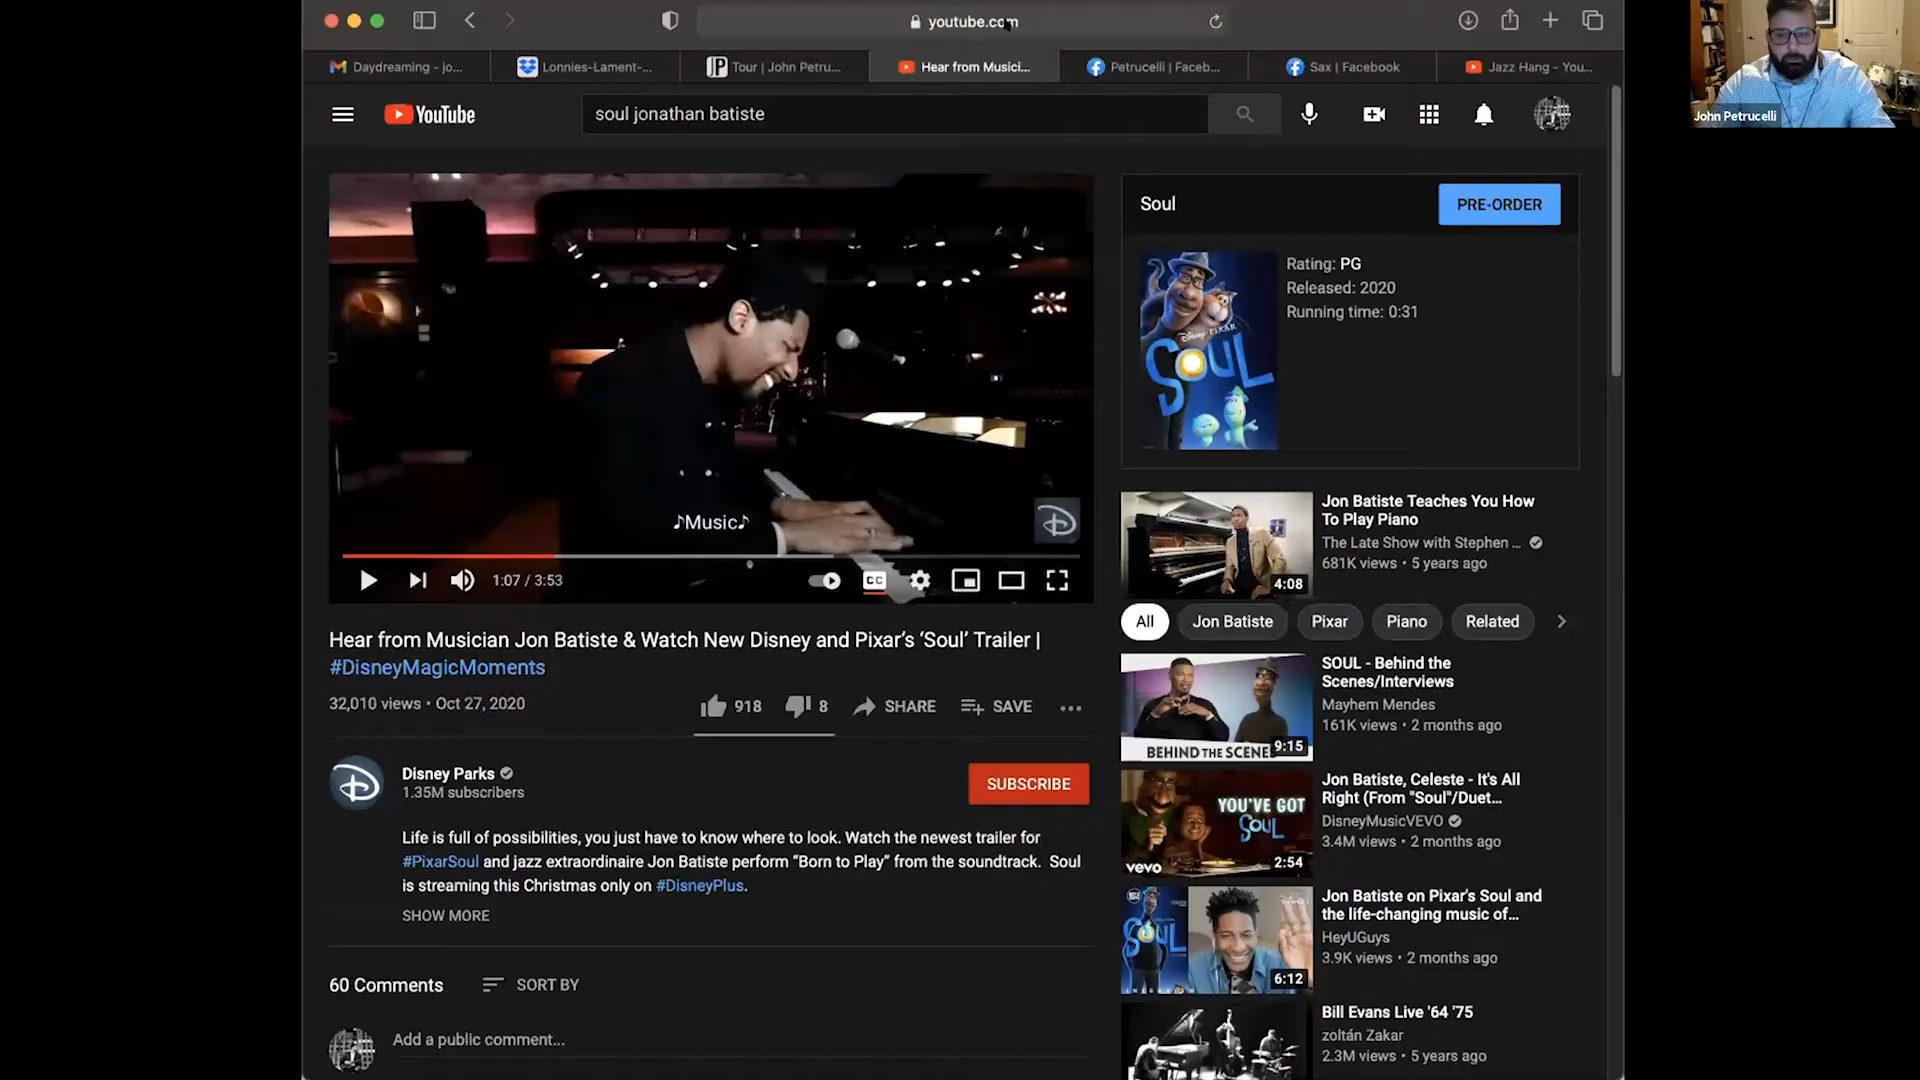 youtube.com
Daydreaming - jo...
Lonnies-Lament-...
Tour | John Petru...
Hear from Musici...
Petrucelli | Faceb...
Sax | Facebook
Jazz Hang - You...
John Petrucelli
YouTube
soul jonathan batiste
♪Music♪
1:07 / 3:53
CC
Hear from Musician Jon Batiste & Watch New Disney and Pixar’s ‘Soul’ Trailer |
#DisneyMagicMoments
32,010 views • Oct 27, 2020
918
8
SHARE
SAVE
Disney Parks
1.35M subscribers
SUBSCRIBE
Life is full of possibilities, you just have to know where to look. Watch the newest trailer for
#PixarSoul and jazz extraordinaire Jon Batiste perform “Born to Play” from the soundtrack. Soul
is streaming this Christmas only on #DisneyPlus.
SHOW MORE
60 Comments
SORT BY
Add a public comment...
Soul
PRE-ORDER
DISNEY PIXAR
SOUL
Rating: PG
Released: 2020
Running time: 0:31
Jon Batiste Teaches You How
To Play Piano
The Late Show with Stephen ...
681K views • 5 years ago
4:08
All
Jon Batiste
Pixar
Piano
Related
BEHIND THE SCENE
9:15
SOUL - Behind the
Scenes/Interviews
Mayhem Mendes
161K views • 2 months ago
YOU'VE GOT
SOUL
vevo
2:54
Jon Batiste, Celeste - It's All
Right (From "Soul"/Duet...
DisneyMusicVEVO
3.4M views • 2 months ago
SOUL
6:12
Jon Batiste on Pixar's Soul and
the life-changing music of...
HeyUGuys
3.9K views • 2 months ago
Bill Evans Live '64 '75
zoltán Zakar
2.3M views • 5 years ago